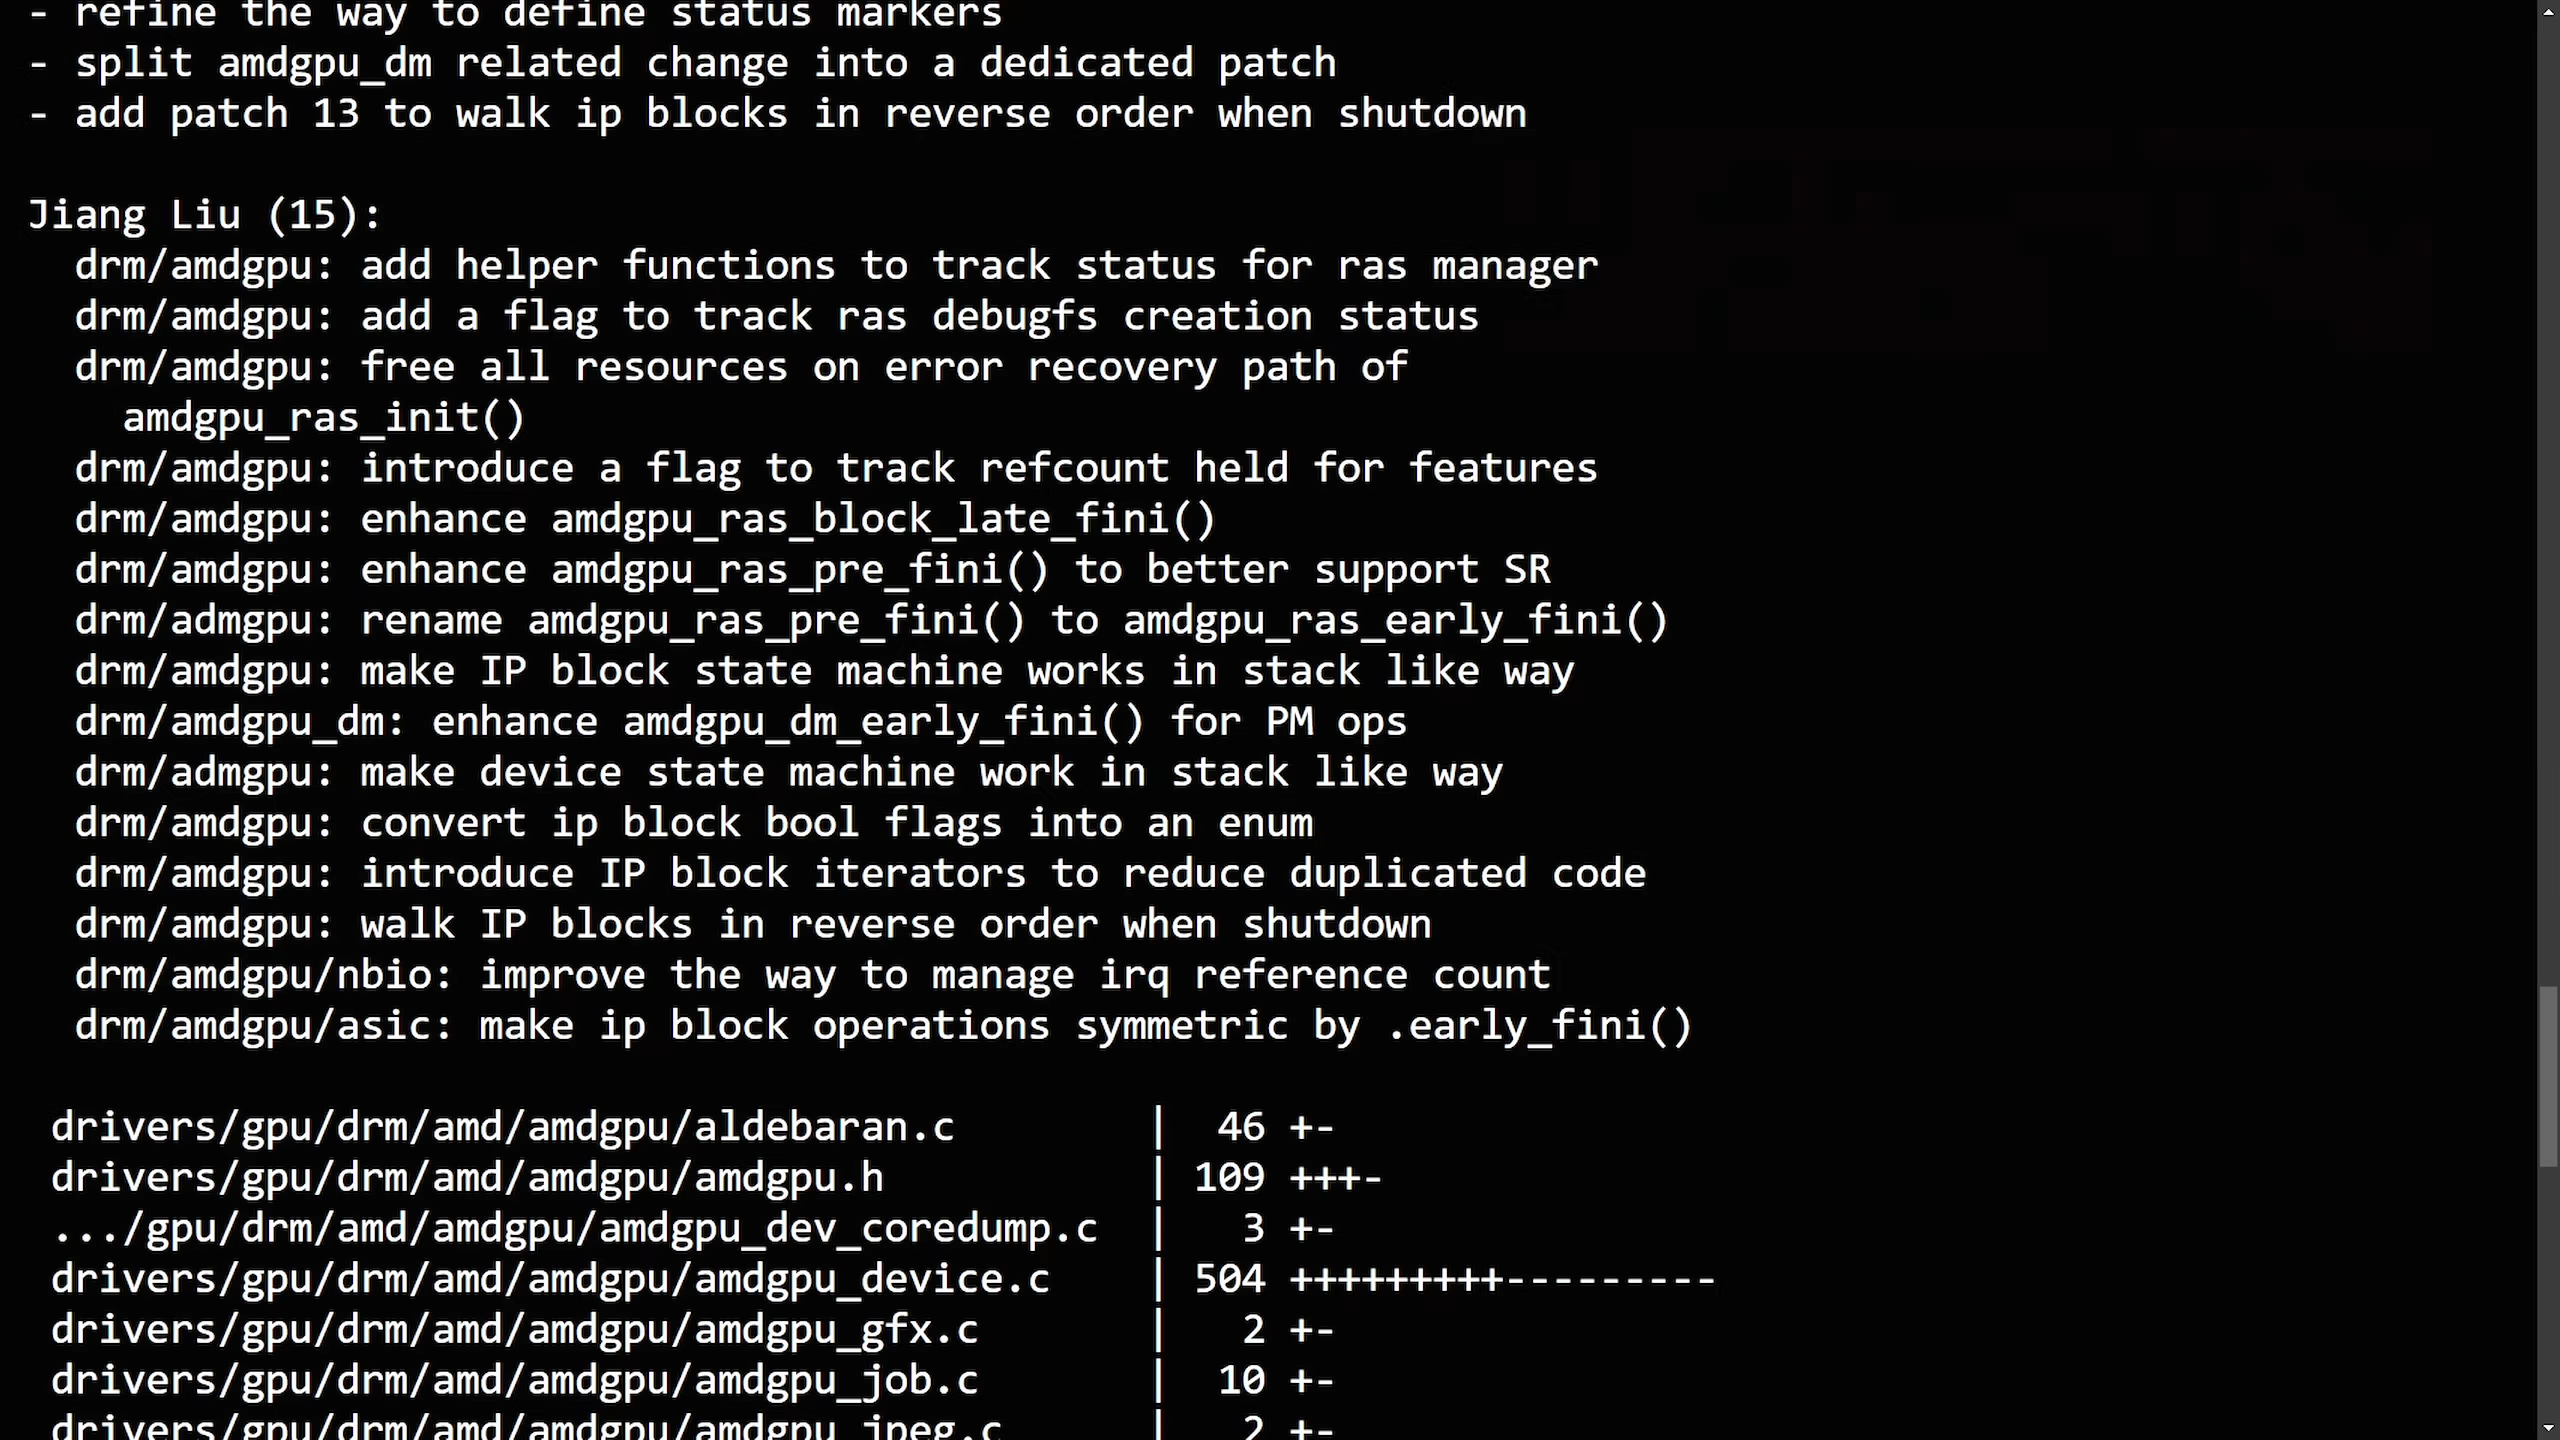 - refine the way to define status markers
- split amdgpu_dm related change into a dedicated patch
- add patch 13 to walk ip blocks in reverse order when shutdown
Jiang Liu (15):
drm/amdgpu: add helper functions to track status for ras manager
drm/amdgpu: add a flag to track ras debugfs creation status
drm/amdgpu: free all resources on error recovery path of
amdgpu_ras_init()
drm/amdgpu: introduce a flag to track refcount held for features
drm/amdgpu: enhance amdgpu_ras_block_late_fini()
drm/amdgpu: enhance amdgpu_ras_pre_fini() to better support SR
drm/admgpu: rename amdgpu_ras_pre_fini() to amdgpu_ras_early_fini()
drm/amdgpu: make IP block state machine works in stack like way
drm/amdgpu_dm: enhance amdgpu_dm_early_fini() for PM ops
drm/admgpu: make device state machine work in stack like way
drm/amdgpu: convert ip block bool flags into an enum
drm/amdgpu: introduce IP block iterators to reduce duplicated code
drm/amdgpu: walk IP blocks in reverse order when shutdown
drm/amdgpu/nbio: improve the way to manage irq reference count
drm/amdgpu/asic: make ip block operations symmetric by .early_fini()
drivers/gpu/drm/amd/amdgpu/aldebaran.c | 46 +-
drivers/gpu/drm/amd/amdgpu/amdgpu.h | 109 +++-
.../gpu/drm/amd/amdgpu/amdgpu_dev_coredump.c | 3 +-
drivers/gpu/drm/amd/amdgpu/amdgpu_device.c | 504 +++++++++---------
drivers/gpu/drm/amd/amdgpu/amdgpu_gfx.c | 2 +-
drivers/gpu/drm/amd/amdgpu/amdgpu_job.c | 10 +-
drivers/gpu/drm/amd/amdgpu/amdgpu_jpeg.c | 2 +-